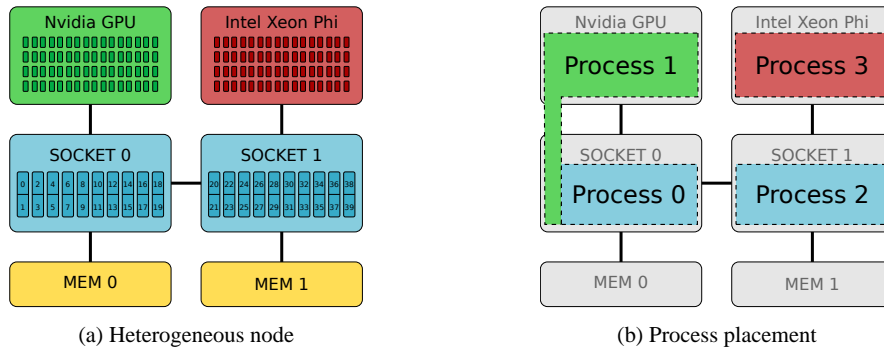 Nvidia GPU
Intel Xeon Phi
SOCKET 0
SOCKET 1
0 2 4 6 8 10 12 14 16 18
1 3 5 7 9 11 13 15 17 19
20 22 24 26 28 30 32 34 36 38
21 23 25 27 29 31 33 35 37 39
MEM 0
MEM 1
(a) Heterogeneous node
Nvidia GPU
Intel Xeon Phi
Process 1
Process 3
SOCKET 0
SOCKET 1
Process 0
Process 2
MEM 0
MEM 1
(b) Process placement